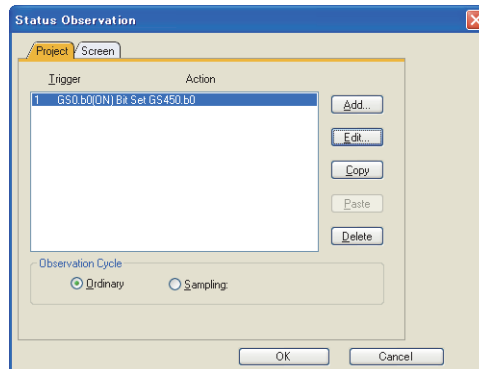 Status Observation
Project Screen
Trigger Action
1 GS0.b0(ON) Bit Set GS450.b0
Add...
Edit...
Copy
Paste
Delete
Observation Cycle
Ordinary Sampling:
OK Cancel